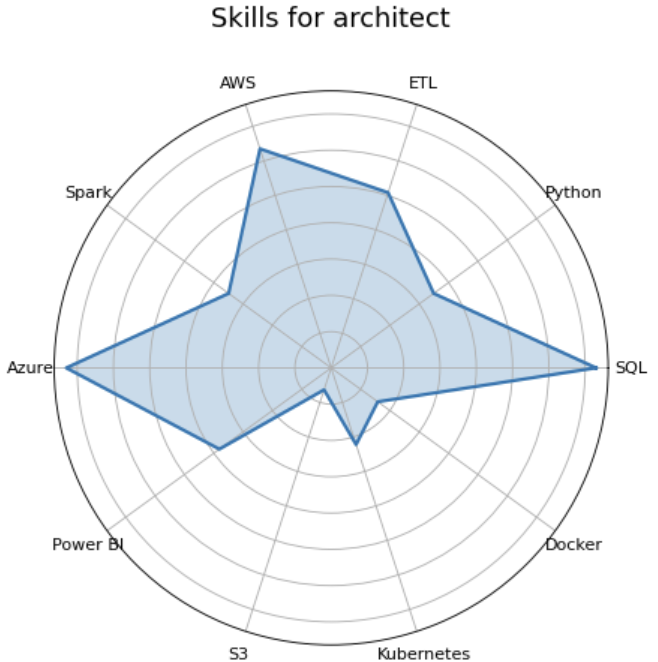 Skills for architect
AWS
ETL
Spark
Python
Azure
SQL
Power BI
Docker
S3
Kubernetes